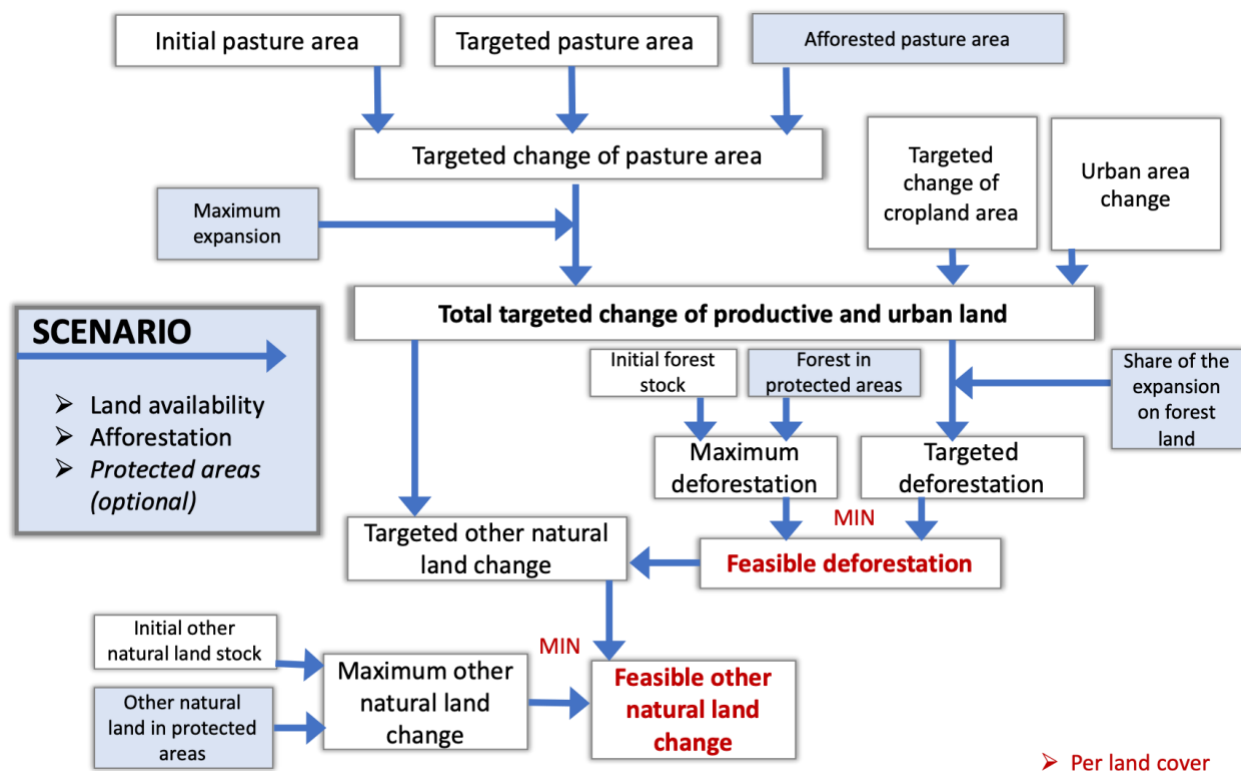 Initial pasture area
Targeted pasture area
Afforested pasture area
Targeted change of pasture area
Targeted
change of
cropland area
Urban area
change
Maximum
expansion
Total targeted change of productive and urban land
SCENARIO
➢ Land availability
➢ Afforestation
➢ Protected areas
(optional)
Initial forest
stock
Forest in
protected areas
Share of the
expansion
on forest
land
Maximum
deforestation
Targeted
deforestation
MIN
Targeted other natural
land change
Feasible deforestation
Initial other
natural land stock
MIN
Maximum other
natural land
change
Feasible other
natural land
change
Other natural
land in protected
areas
➢ Per land cover